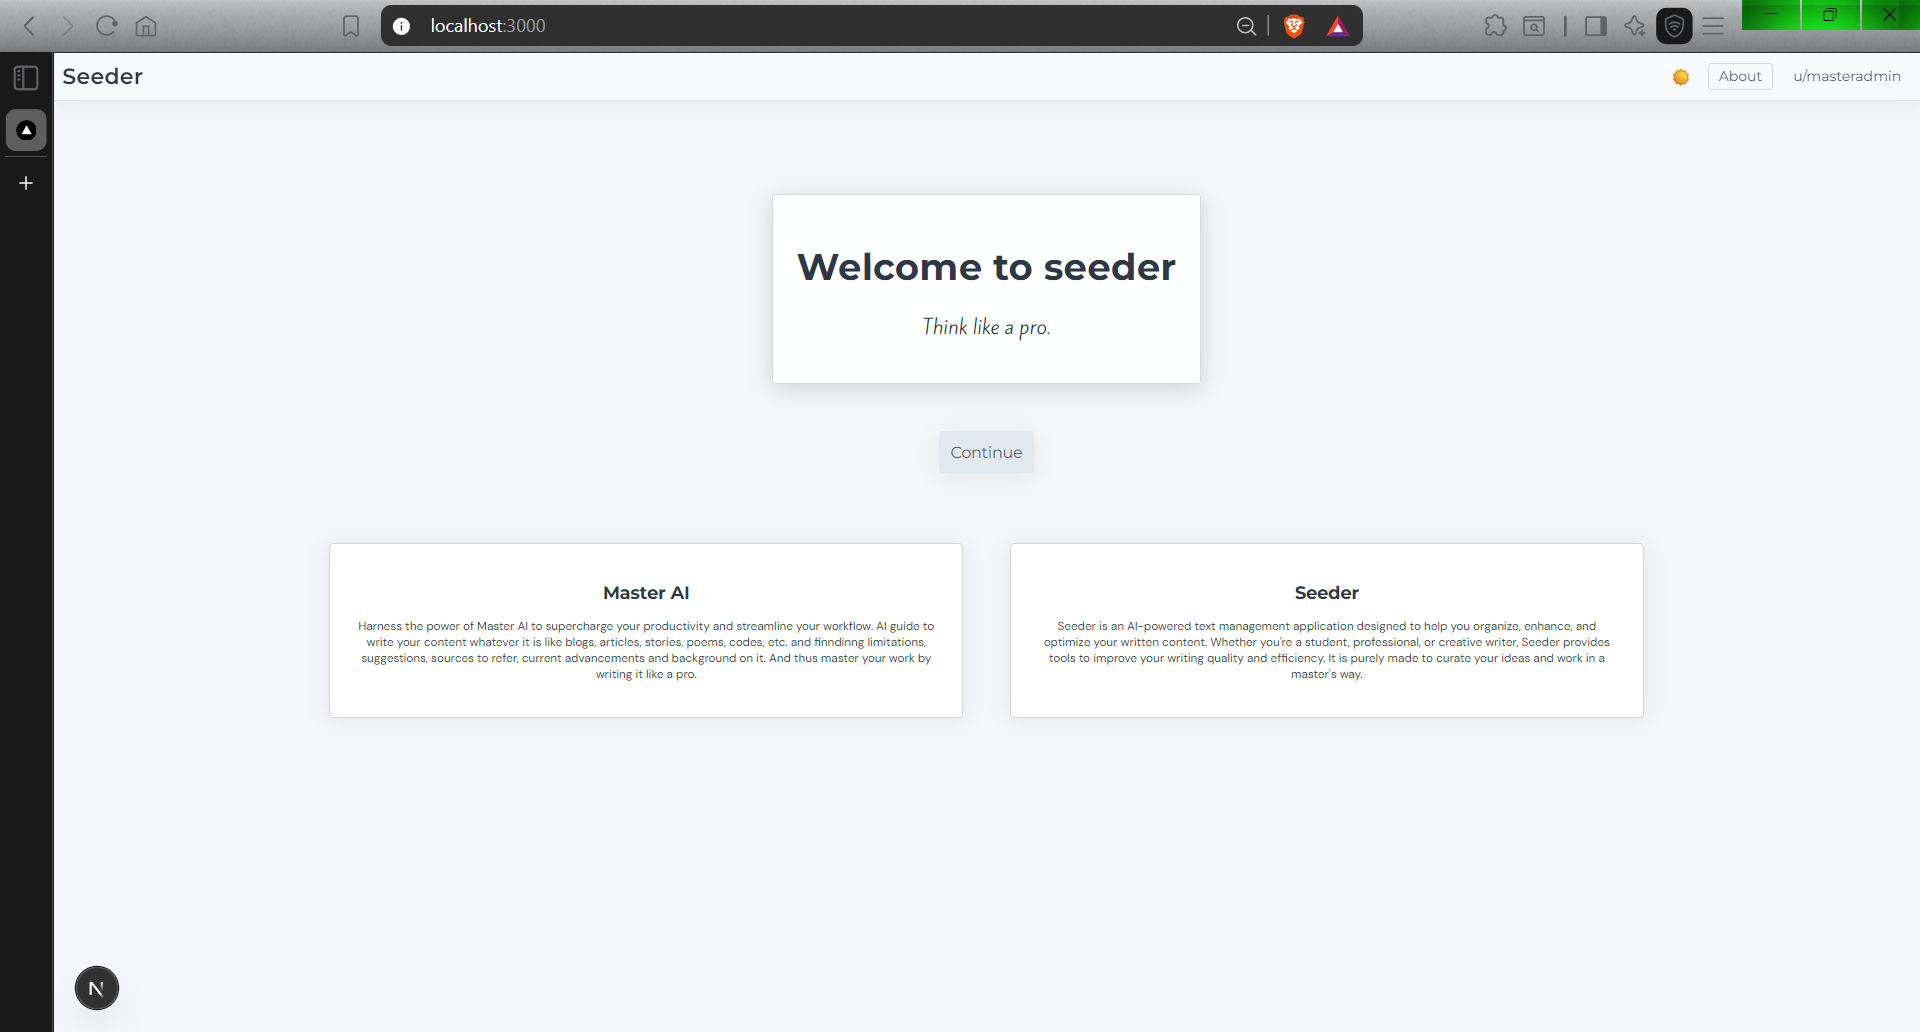 localhost:3000
Seeder
About
u/masteradmin
Welcome to seeder
Think like a pro.
Continue
Master AI
Harness the power of Master AI to supercharge your productivity and streamline your workflow. AI guide to
write your content whatever it is like blogs, articles, stories, poems, codes, etc. and finndinng limitations,
suggestions, sources to refer, current advancements and background on it. And thus master your work by
writing it like a pro.
Seeder
Seeder is an AI-powered text management application designed to help you organize, enhance, and
optimize your written content. Whether you're a student, professional, or creative writer, Seeder provides
tools to improve your writing quality and efficiency. It is purely made to curate your ideas and work in a
master's way.
N